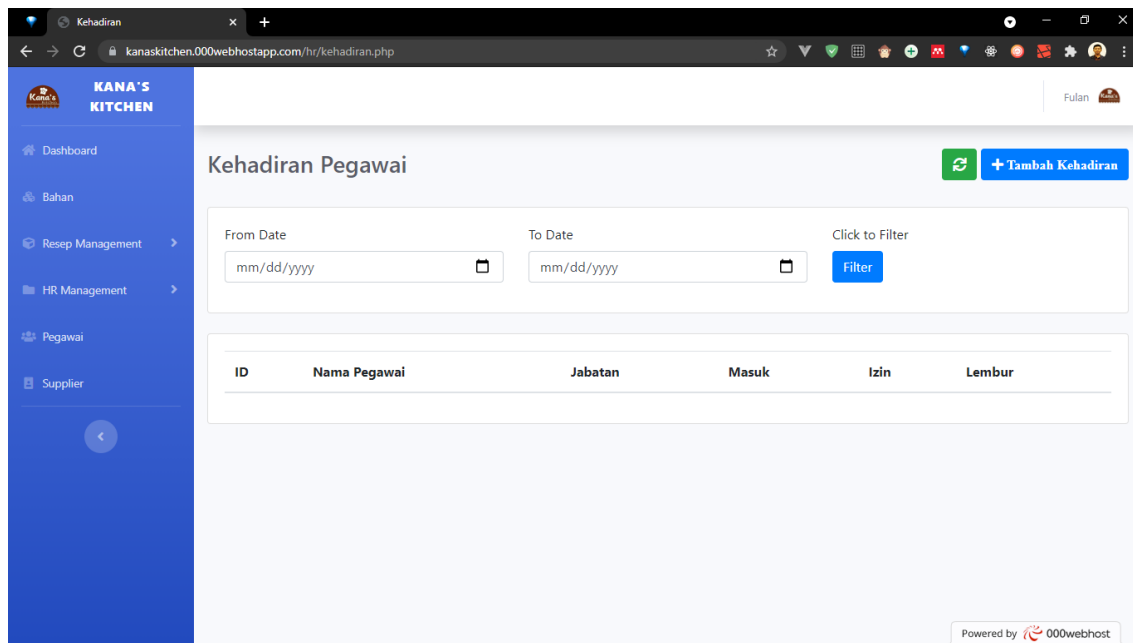 Kehadiran
kanaskitchen.000webhostapp.com/hr/kehadiran.php
Kana's
KANA'S
KITCHEN
Fulan
Dashboard
Bahan
Resep Management
HR Management
Pegawai
Supplier
Kehadiran Pegawai
Tambah Kehadiran
From Date
To Date
Click to Filter
mm/dd/yyyy
mm/dd/yyyy
Filter
ID Nama Pegawai Jabatan Masuk Izin Lembur
Powered by 000webhost